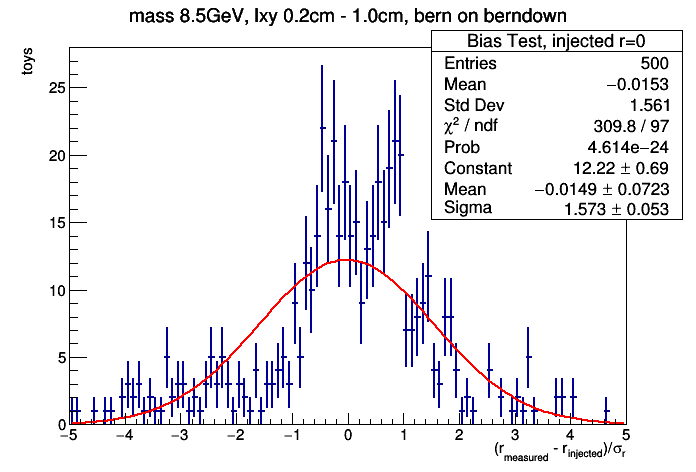 mass 8.5GeV, lxy 0.2cm - 1.0cm, bern on berndown
Bias Test, injected r=0
Entries 500
Mean −0.0153
Std Dev 1.561
χ² / ndf 309.8 / 97
Prob 4.614e−24
Constant 12.22 ± 0.69
Mean −0.0149 ± 0.0723
Sigma 1.573 ± 0.053
toys
25
20
15
10
5
0
−5 −4 −3 −2 −1 0 1 2 3 4 5
(r_measured - r_injected)/σ_r